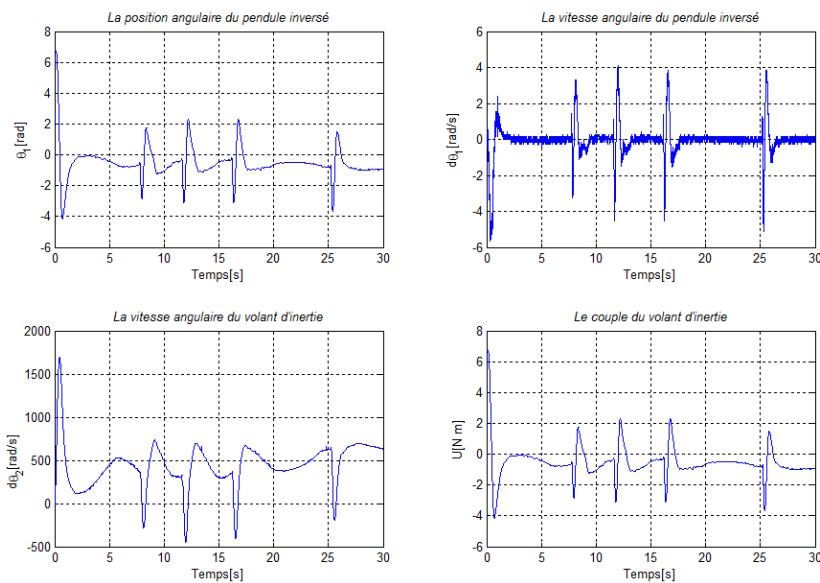 La position angulaire du pendule inversé
8
6
4
2
0
-2
-4
-6
θ1[rad]
0 5 10 15 20 25 30
Temps[s]
La vitesse angulaire du pendule inversé
6
4
2
0
-2
-4
-6
dθ1[rad/s]
0 5 10 15 20 25 30
Temps[s]
La vitesse angulaire du volant d'inertie
2000
1500
1000
500
0
-500
dθ2[rad/s]
0 5 10 15 20 25 30
Temps[s]
Le couple du volant d'inertie
8
6
4
2
0
-2
-4
-6
U[N m]
0 5 10 15 20 25 30
Temps[s]